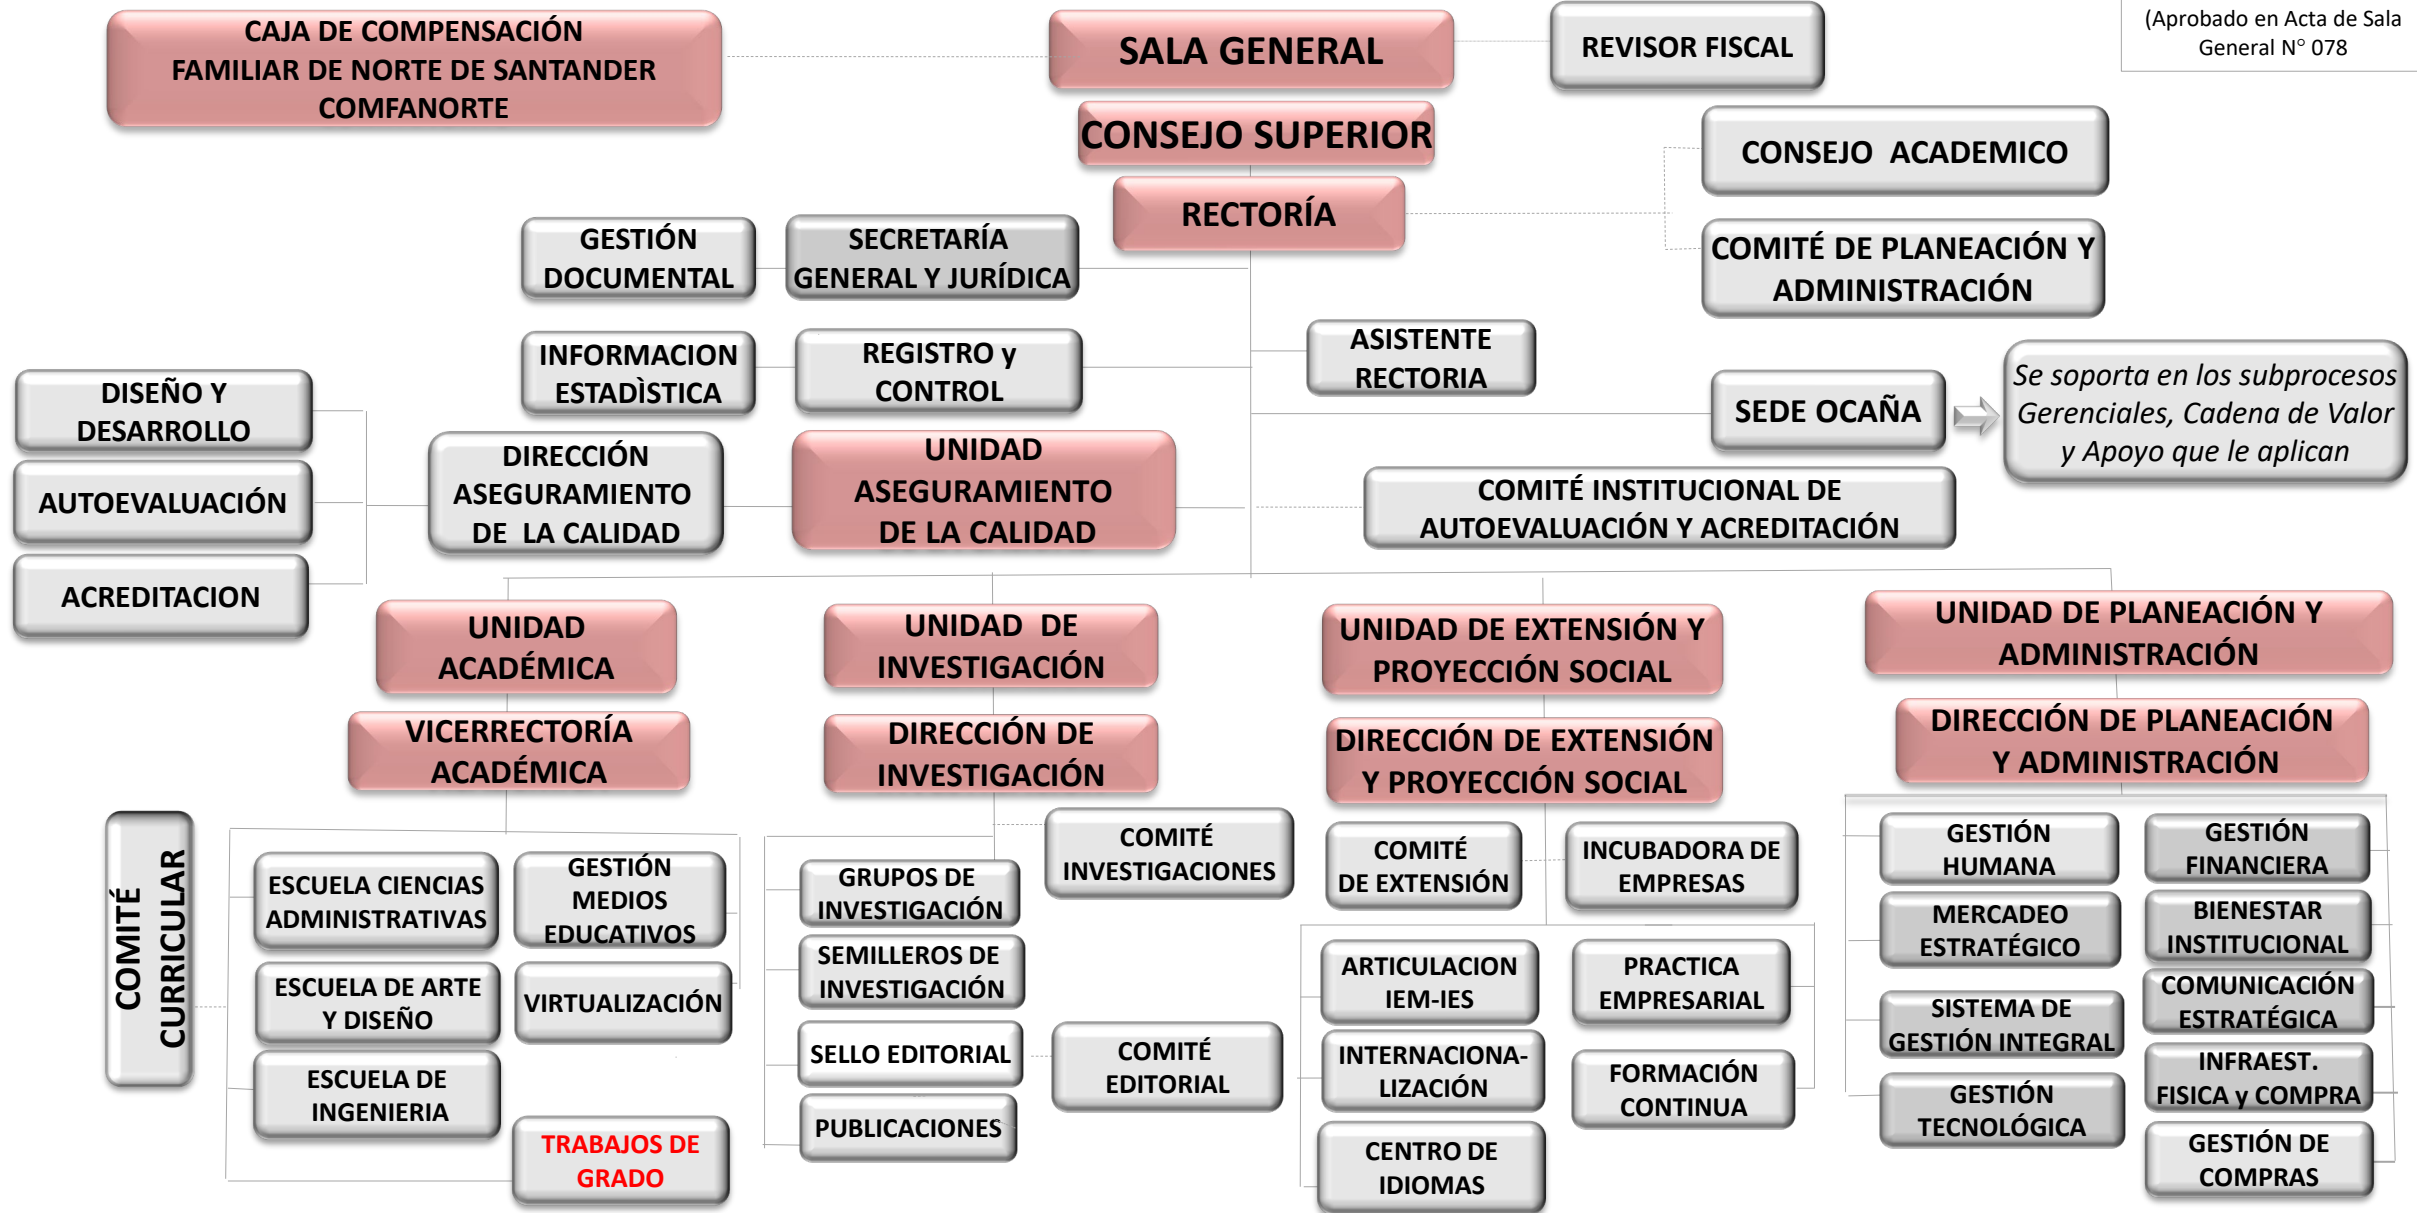 CAJA DE COMPENSACIÓN
FAMILIAR DE NORTE DE SANTANDER
COMFANORTE
SALA GENERAL
REVISOR FISCAL
(Aprobado en Acta de Sala
General N° 078
CONSEJO SUPERIOR
CONSEJO ACADEMICO
RECTORÍA
COMITÉ DE PLANEACIÓN Y
ADMINISTRACIÓN
GESTIÓN
DOCUMENTAL
SECRETARÍA
GENERAL Y JURÍDICA
INFORMACION
ESTADÌSTICA
REGISTRO y
CONTROL
ASISTENTE
RECTORIA
SEDE OCAÑA
Se soporta en los subprocesos
Gerenciales, Cadena de Valor
y Apoyo que le aplican
DISEÑO Y
DESARROLLO
AUTOEVALUACIÓN
ACREDITACION
DIRECCIÓN
ASEGURAMIENTO
DE LA CALIDAD
UNIDAD
ASEGURAMIENTO
DE LA CALIDAD
COMITÉ INSTITUCIONAL DE
AUTOEVALUACIÓN Y ACREDITACIÓN
UNIDAD
ACADÉMICA
UNIDAD DE
INVESTIGACIÓN
UNIDAD DE EXTENSIÓN Y
PROYECCIÓN SOCIAL
UNIDAD DE PLANEACIÓN Y
ADMINISTRACIÓN
VICERRECTORÍA
ACADÉMICA
DIRECCIÓN DE
INVESTIGACIÓN
DIRECCIÓN DE EXTENSIÓN
Y PROYECCIÓN SOCIAL
DIRECCIÓN DE PLANEACIÓN
Y ADMINISTRACIÓN
COMITÉ
CURRICULAR
ESCUELA CIENCIAS
ADMINISTRATIVAS
GESTIÓN
MEDIOS
EDUCATIVOS
ESCUELA DE ARTE
Y DISEÑO
VIRTUALIZACIÓN
ESCUELA DE
INGENIERIA
TRABAJOS DE
GRADO
COMITÉ
INVESTIGACIONES
GRUPOS DE
INVESTIGACIÓN
SEMILLEROS DE
INVESTIGACIÓN
SELLO EDITORIAL
COMITÉ
EDITORIAL
PUBLICACIONES
COMITÉ
DE EXTENSIÓN
INCUBADORA DE
EMPRESAS
ARTICULACION
IEM-IES
PRACTICA
EMPRESARIAL
INTERNACIONA-
LIZACIÓN
FORMACIÓN
CONTINUA
CENTRO DE
IDIOMAS
GESTIÓN
HUMANA
GESTIÓN
FINANCIERA
MERCADEO
ESTRATÉGICO
BIENESTAR
INSTITUCIONAL
SISTEMA DE
GESTIÓN INTEGRAL
COMUNICACIÓN
ESTRATÉGICA
GESTIÓN
TECNOLÓGICA
INFRAEST.
FISICA y COMPRA
GESTIÓN DE
COMPRAS